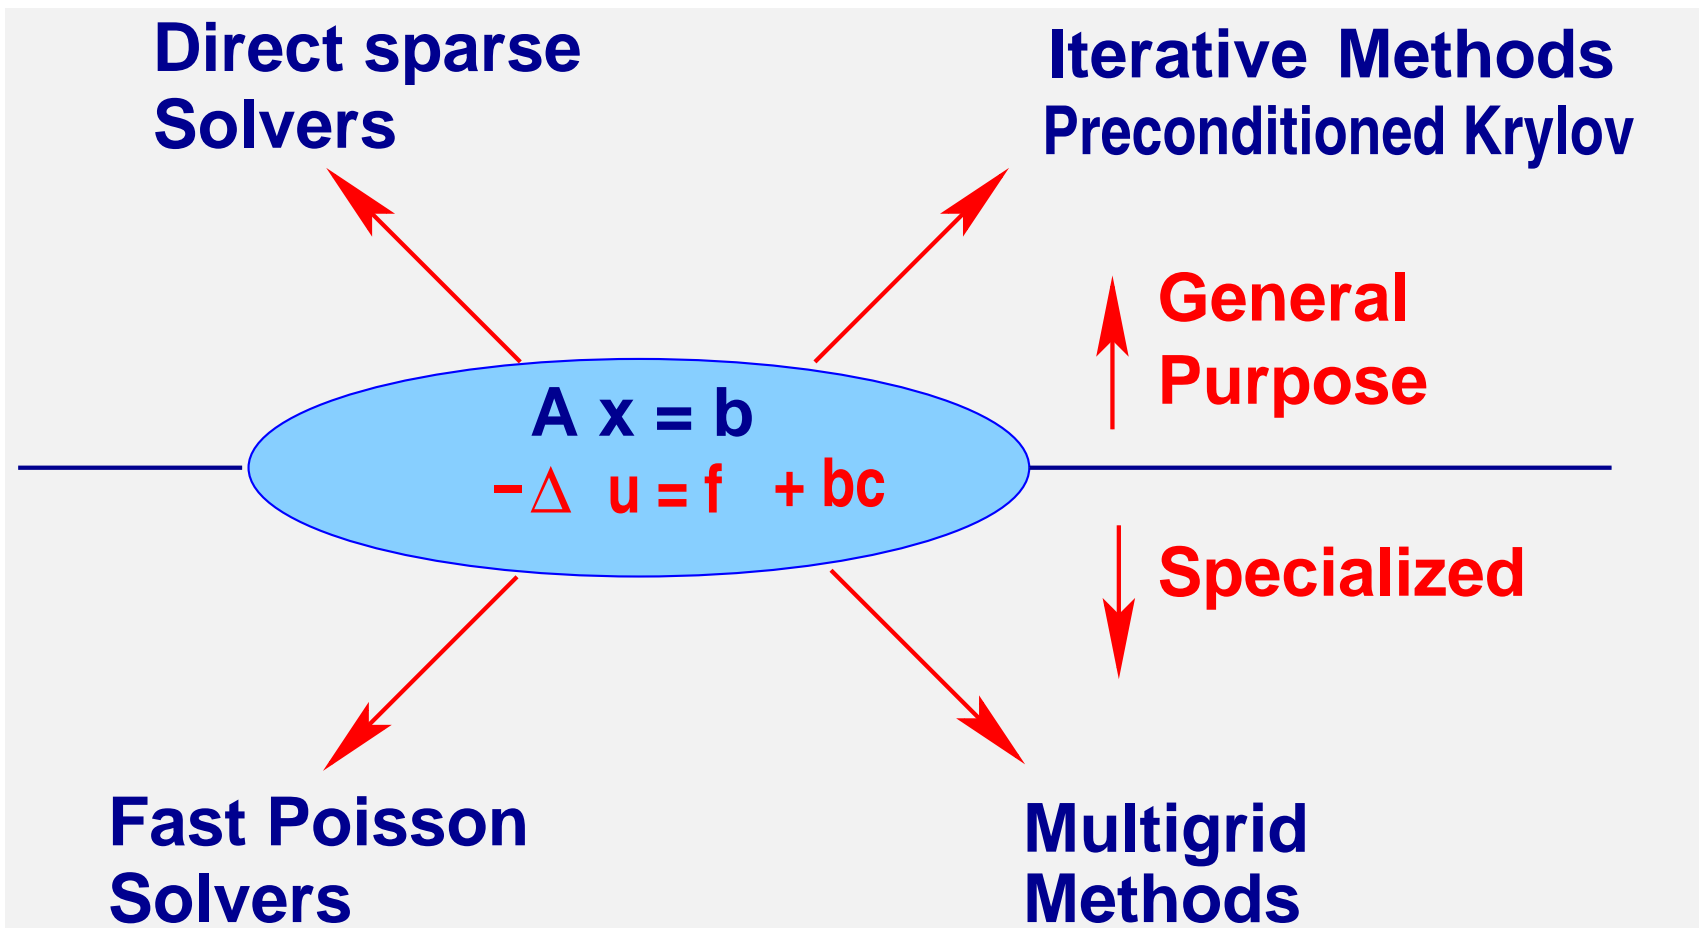 Direct sparse
Solvers
Iterative Methods
Preconditioned Krylov
General
Purpose
A x = b
−Δ u = f + bc
Specialized
Fast Poisson
Solvers
Multigrid
Methods